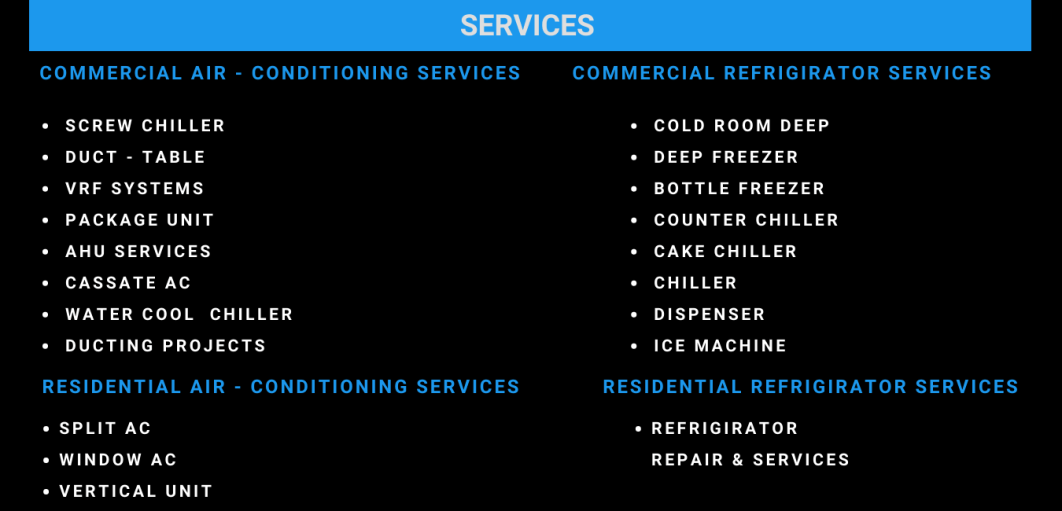 SERVICES
COMMERCIAL AIR - CONDITIONING SERVICES
• SCREW CHILLER
• DUCT - TABLE
• VRF SYSTEMS
• PACKAGE UNIT
• AHU SERVICES
• CASSATE AC
• WATER COOL  CHILLER
• DUCTING PROJECTS
COMMERCIAL REFRIGIRATOR SERVICES
• COLD ROOM DEEP
• DEEP FREEZER
• BOTTLE FREEZER
• COUNTER CHILLER
• CAKE CHILLER
• CHILLER
• DISPENSER
• ICE MACHINE
RESIDENTIAL AIR - CONDITIONING SERVICES
• SPLIT AC
• WINDOW AC
• VERTICAL UNIT
RESIDENTIAL REFRIGIRATOR SERVICES
• REFRIGIRATOR
REPAIR & SERVICES